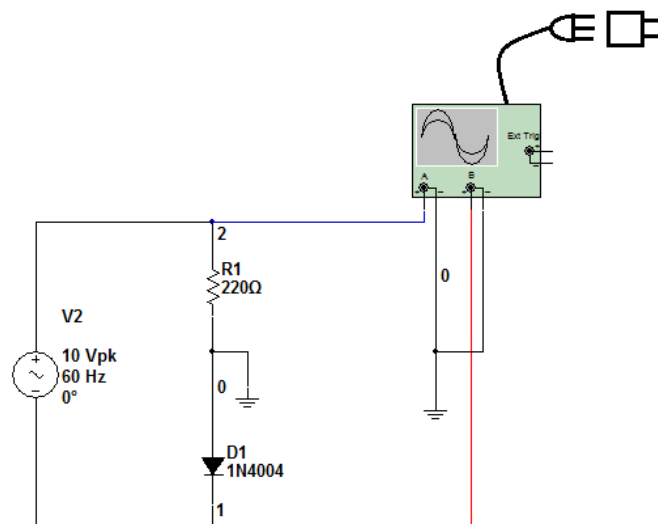 Ext Trig
+
−
A
B
+ − + −
2
R1
220Ω
0
V2
+
10 Vpk
60 Hz
−
0°
0
D1
1N4004
1